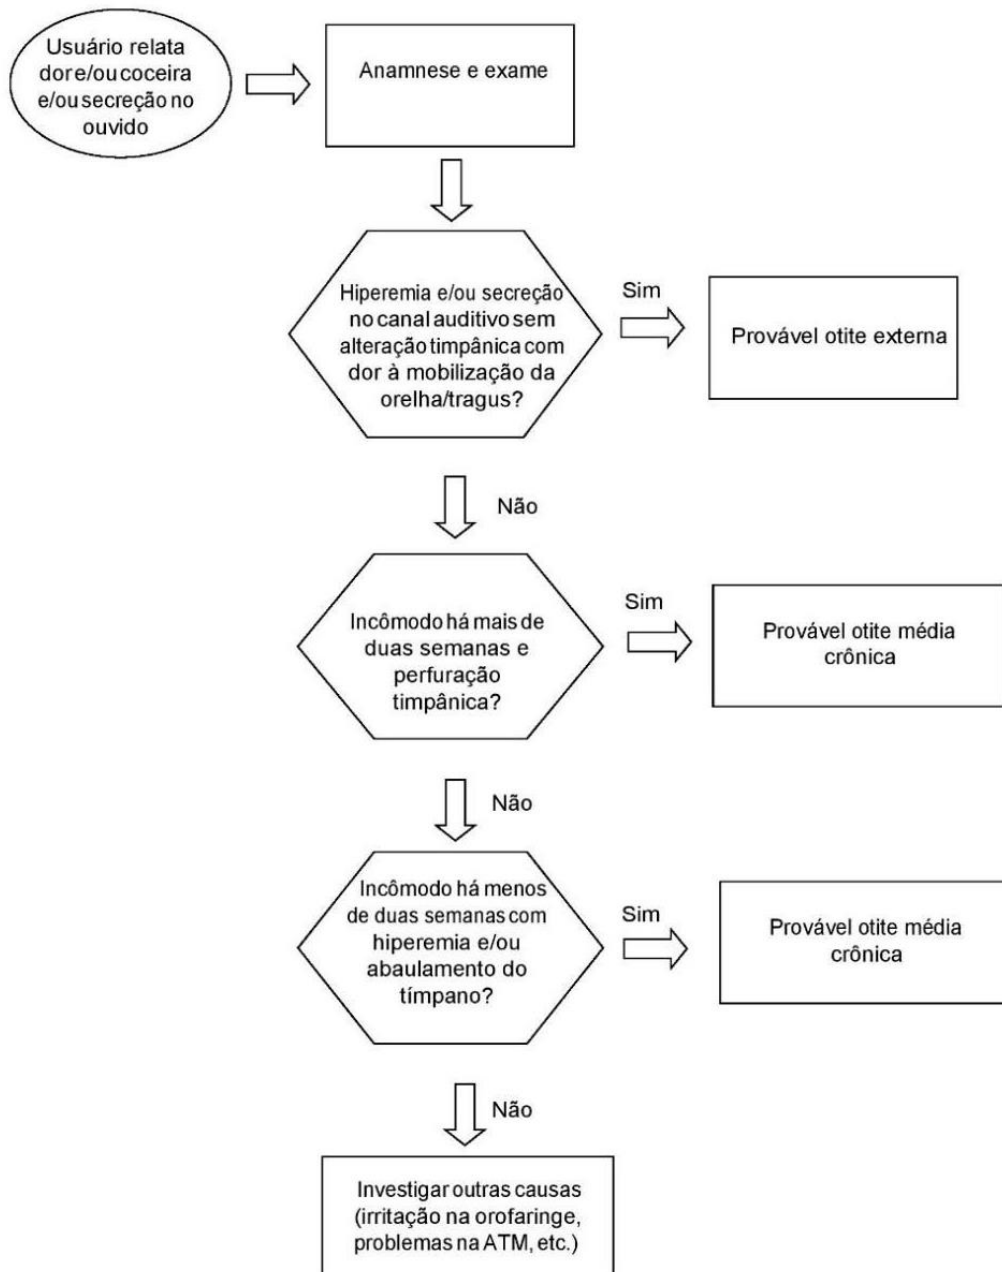 Usuário relata
dor e/ou coceira
e/ou secreção no
ouvido
Anamnese e exame
Hiperemia e/ou secreção
no canal auditivo sem
alteração timpânica com
dor à mobilização da
orelha/tragus?
Sim
Provável otite externa
Não
Incômodo há mais de
duas semanas e
perfuração
timpânica?
Sim
Provável otite média
crônica
Não
Incômodo há menos
de duas semanas com
hiperemia e/ou
abaulamento do
tímpano?
Sim
Provável otite média
crônica
Não
Investigar outras causas
(irritação na orofaringe,
problemas na ATM, etc.)